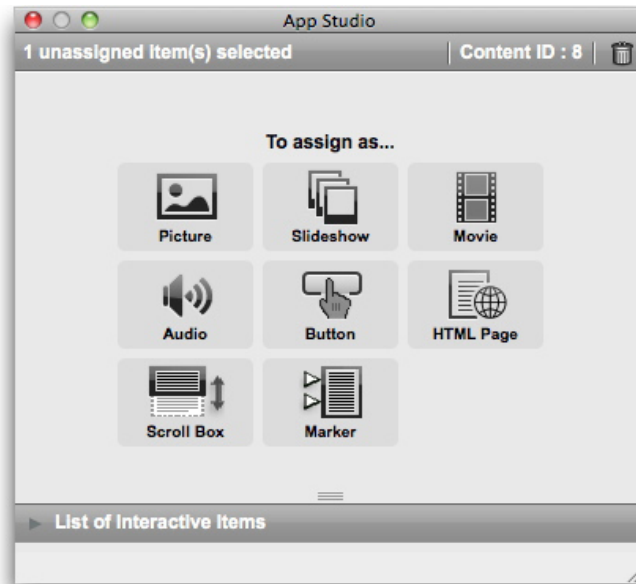 App Studio
1 unassigned item(s) selected
Content ID : 8
To assign as...
Picture
Slideshow
Movie
Audio
Button
HTML Page
Scroll Box
Marker
List of Interactive Items